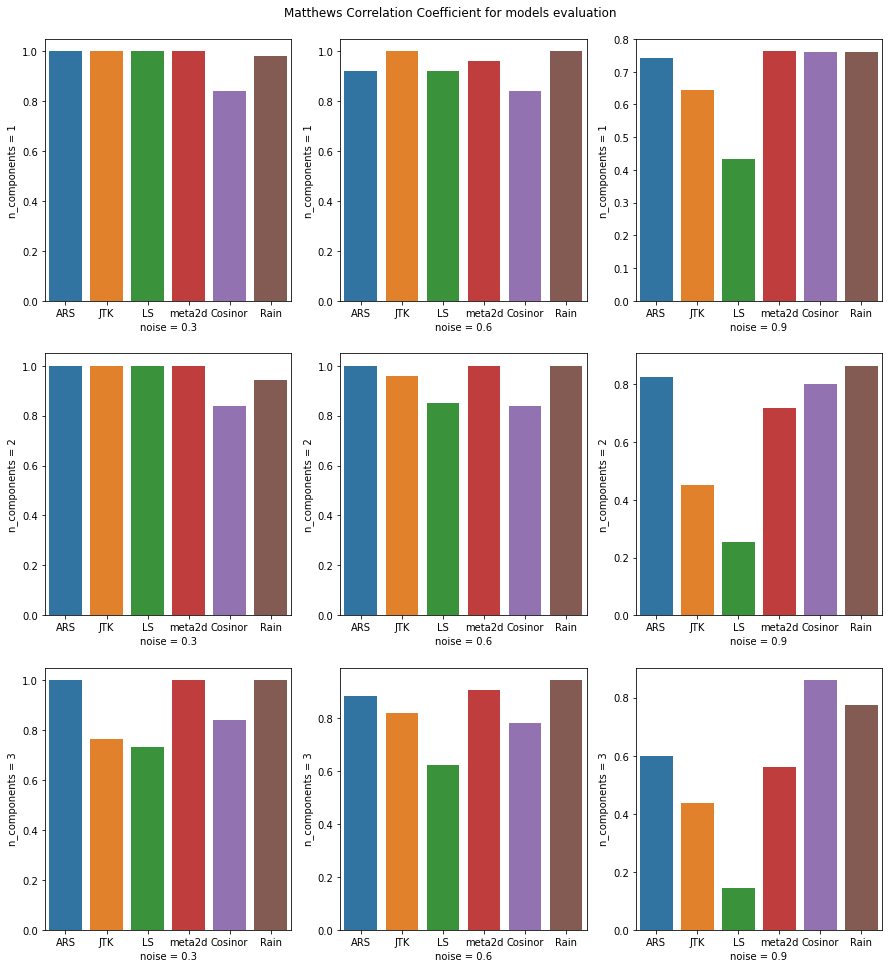 Matthews Correlation Coefficient for models evaluation
n_components = 1
1.0
0.8
0.6
0.4
0.2
0.0
ARS JTK LS meta2d Cosinor Rain
noise = 0.3
n_components = 1
1.0
0.8
0.6
0.4
0.2
0.0
ARS JTK LS meta2d Cosinor Rain
noise = 0.6
n_components = 1
0.8
0.7
0.6
0.5
0.4
0.3
0.2
0.1
0.0
ARS JTK LS meta2d Cosinor Rain
noise = 0.9
n_components = 2
1.0
0.8
0.6
0.4
0.2
0.0
ARS JTK LS meta2d Cosinor Rain
noise = 0.3
n_components = 2
1.0
0.8
0.6
0.4
0.2
0.0
ARS JTK LS meta2d Cosinor Rain
noise = 0.6
n_components = 2
0.8
0.6
0.4
0.2
0.0
ARS JTK LS meta2d Cosinor Rain
noise = 0.9
n_components = 3
1.0
0.8
0.6
0.4
0.2
0.0
ARS JTK LS meta2d Cosinor Rain
noise = 0.3
n_components = 3
0.8
0.6
0.4
0.2
0.0
ARS JTK LS meta2d Cosinor Rain
noise = 0.6
n_components = 3
0.8
0.6
0.4
0.2
0.0
ARS JTK LS meta2d Cosinor Rain
noise = 0.9